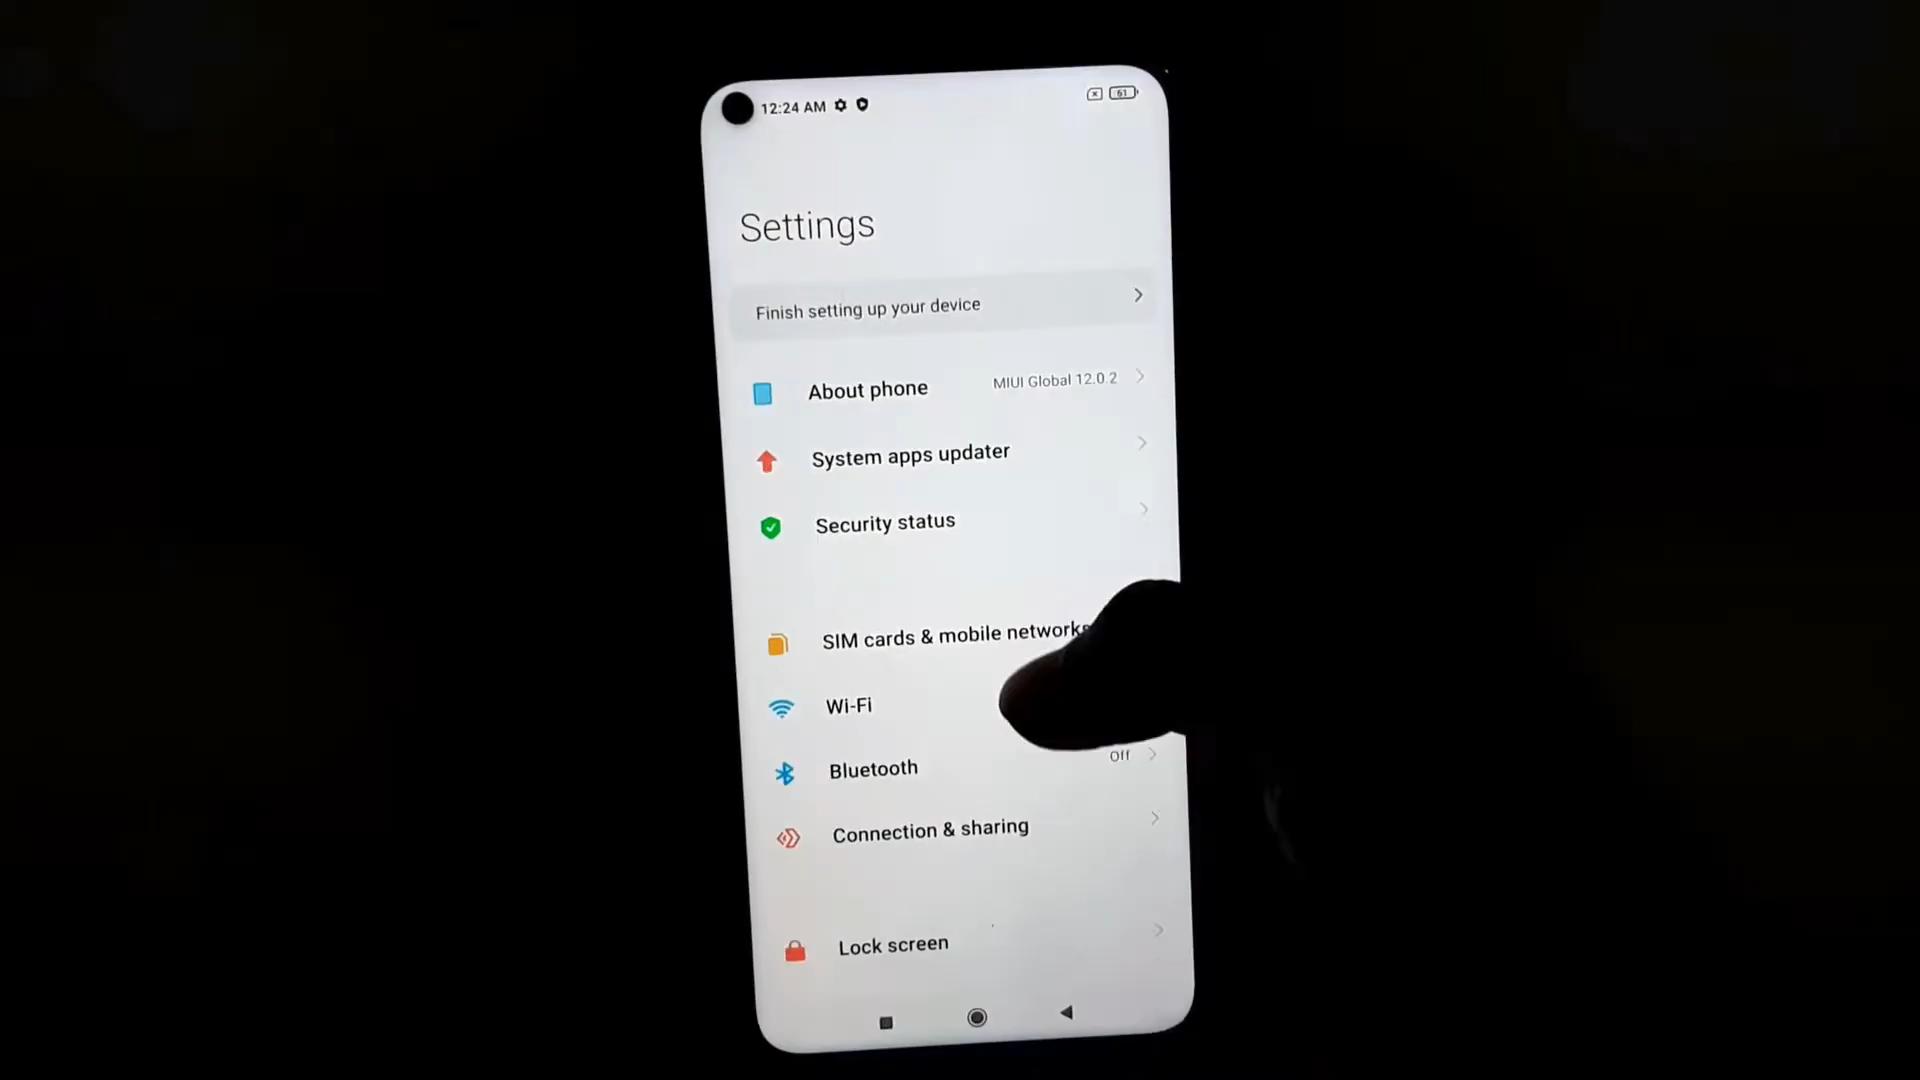 12:24 AM
61
Settings
Finish setting up your device
About phone MIUI Global 12.0.2
System apps updater
Security status
SIM cards & mobile networks
Wi-Fi
Bluetooth Off
Connection & sharing
Lock screen